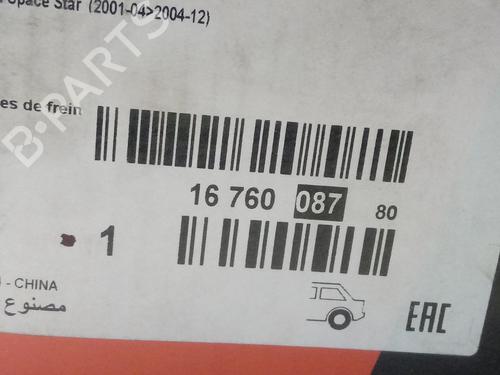 Space Star (2001-04>2004-12)
B-PARTS
es de frein
16 760 087 80
1
- CHINA
مصنوع
EAC